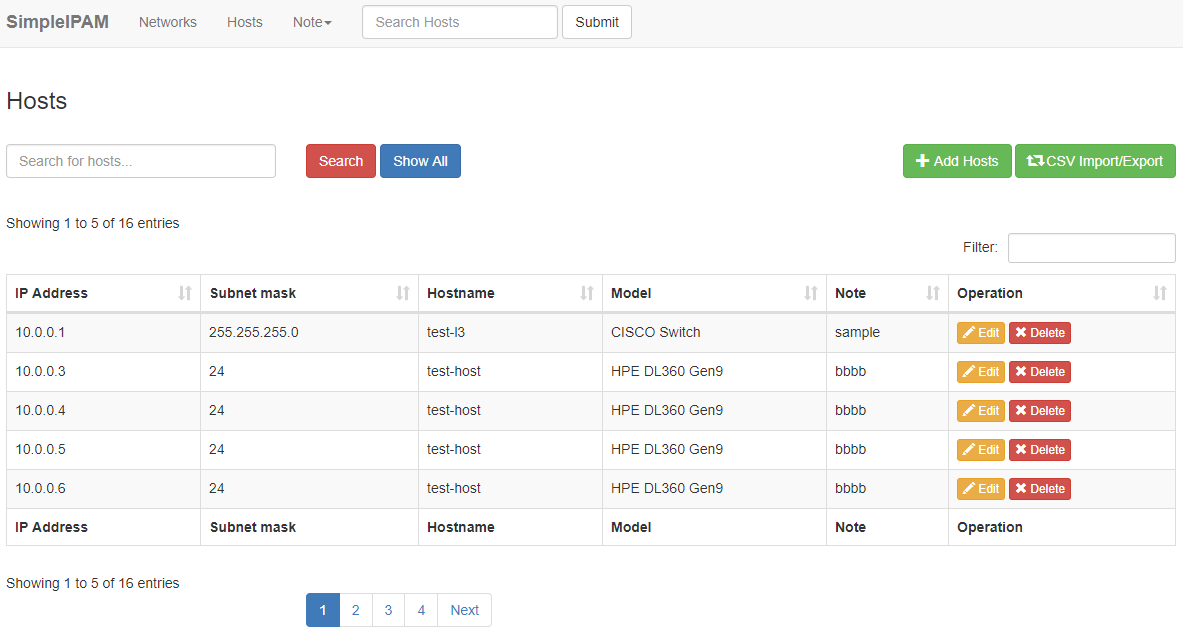 SimpleIPAM Networks Hosts Note Search Hosts Submit
Hosts
Search for hosts... Search Show All Add Hosts CSV Import/Export
Showing 1 to 5 of 16 entries
Filter:
IP Address Subnet mask Hostname Model Note Operation
10.0.0.1 255.255.255.0 test-l3 CISCO Switch sample Edit Delete
10.0.0.3 24 test-host HPE DL360 Gen9 bbbb Edit Delete
10.0.0.4 24 test-host HPE DL360 Gen9 bbbb Edit Delete
10.0.0.5 24 test-host HPE DL360 Gen9 bbbb Edit Delete
10.0.0.6 24 test-host HPE DL360 Gen9 bbbb Edit Delete
IP Address Subnet mask Hostname Model Note Operation
Showing 1 to 5 of 16 entries
1 2 3 4 Next